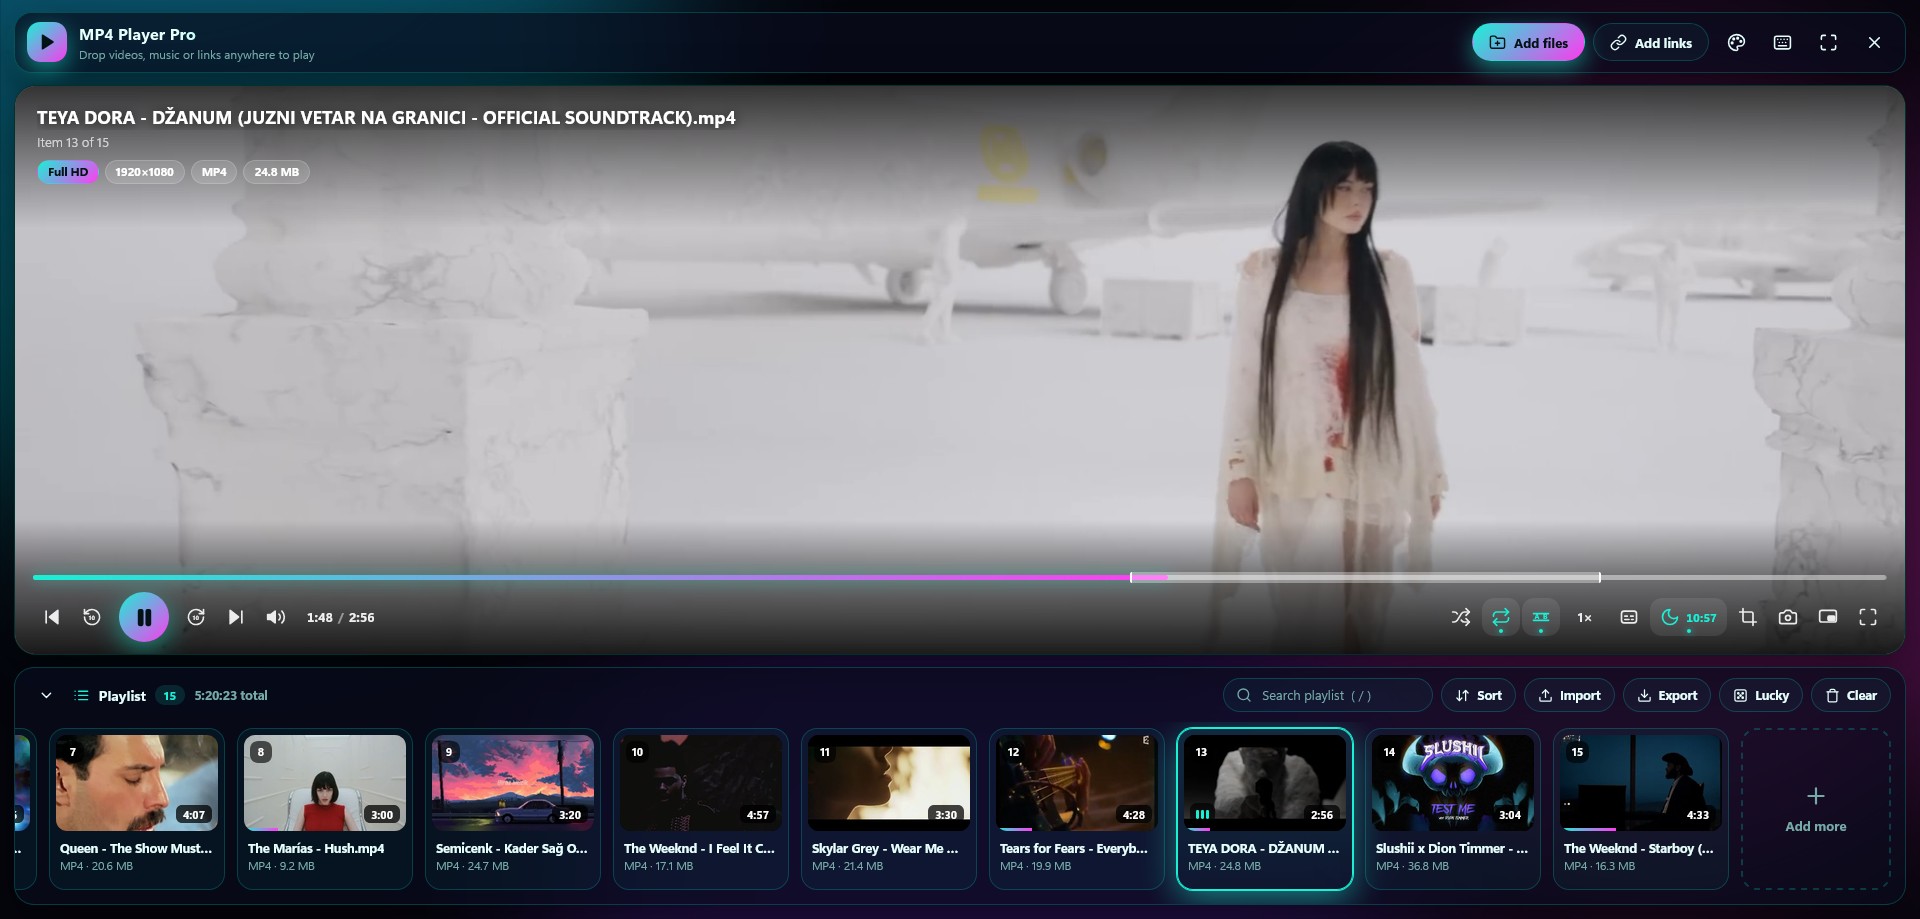 MP4 Player Pro
Drop videos, music or links anywhere to play
Add files
Add links
TEYA DORA - DŽANUM (JUZNI VETAR NA GRANICI - OFFICIAL SOUNDTRACK).mp4
Item 13 of 15
Full HD
1920×1080
MP4
24.8 MB
10
10
1:48 / 2:56
A B
1×
10:57
Playlist
15
5:20:23 total
Search playlist ( / )
Sort
Import
Export
Lucky
Clear
7
4:07
Queen - The Show Must...
MP4 · 20.6 MB
8
3:00
The Marías - Hush.mp4
MP4 · 9.2 MB
9
3:20
Semicenk - Kader Sağ O...
MP4 · 24.7 MB
10
4:57
The Weeknd - I Feel It C...
MP4 · 17.1 MB
11
3:30
Skylar Grey - Wear Me ...
MP4 · 21.4 MB
12
4:28
Tears for Fears - Everyb...
MP4 · 19.9 MB
13
2:56
TEYA DORA - DŽANUM ...
MP4 · 24.8 MB
14
SLUSHII
TEST ME
3:04
Slushii x Dion Timmer - ...
MP4 · 36.8 MB
15
4:33
The Weeknd - Starboy (...
MP4 · 16.3 MB
Add more